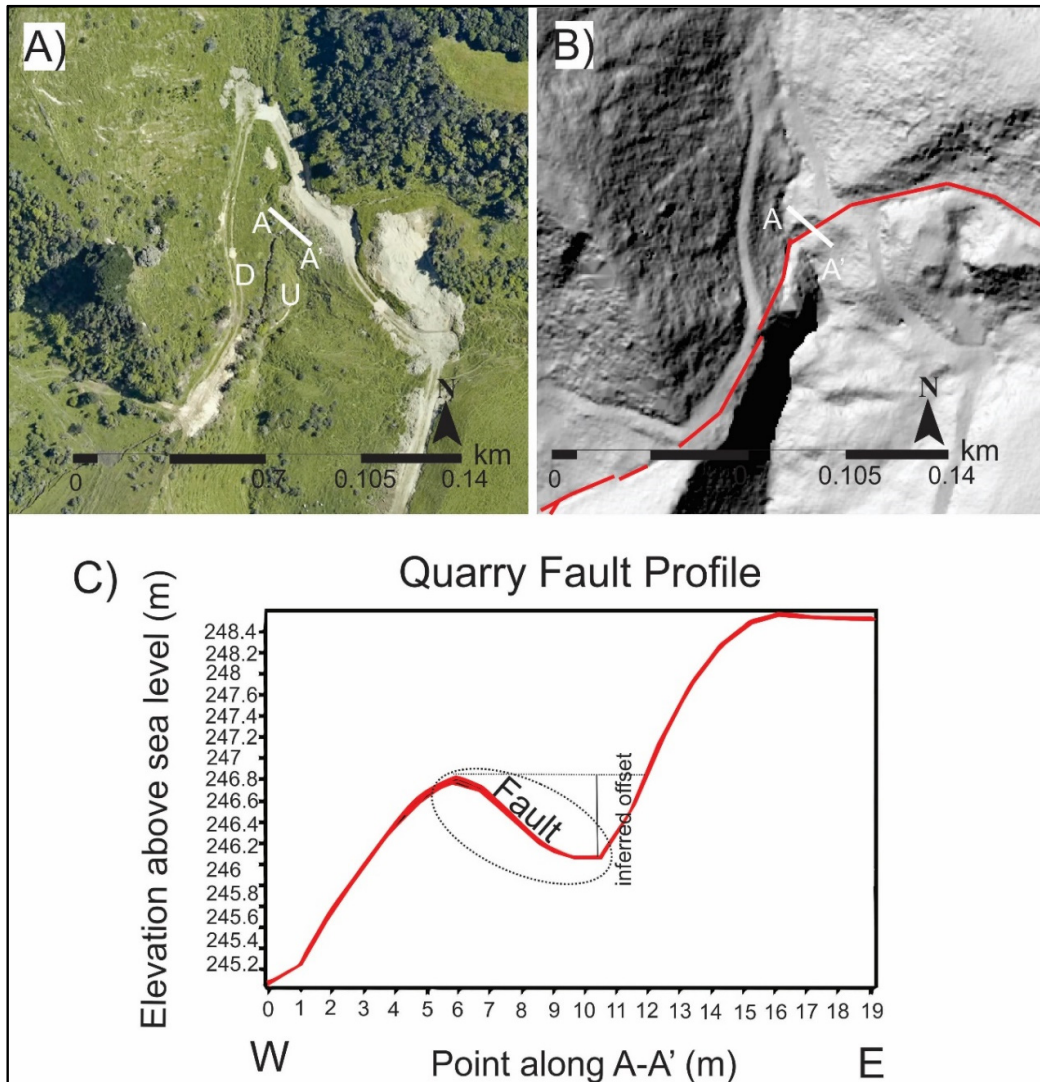 A)
A
A'
D
U
N
km
0
0.7
0.105
0.14
B)
A
A'
N
km
0
0.105
0.14
C)
Quarry Fault Profile
Elevation above sea level (m)
248.4
248.2
248
247.6
247.4
247.2
247
246.8
246.6
246.4
246.2
246
245.8
245.6
245.4
245.2
Fault
inferred offset
0 1 2 3 4 5 6 7 8 9 10 11 12 13 14 15 16 17 18 19
W
Point along A-A' (m)
E